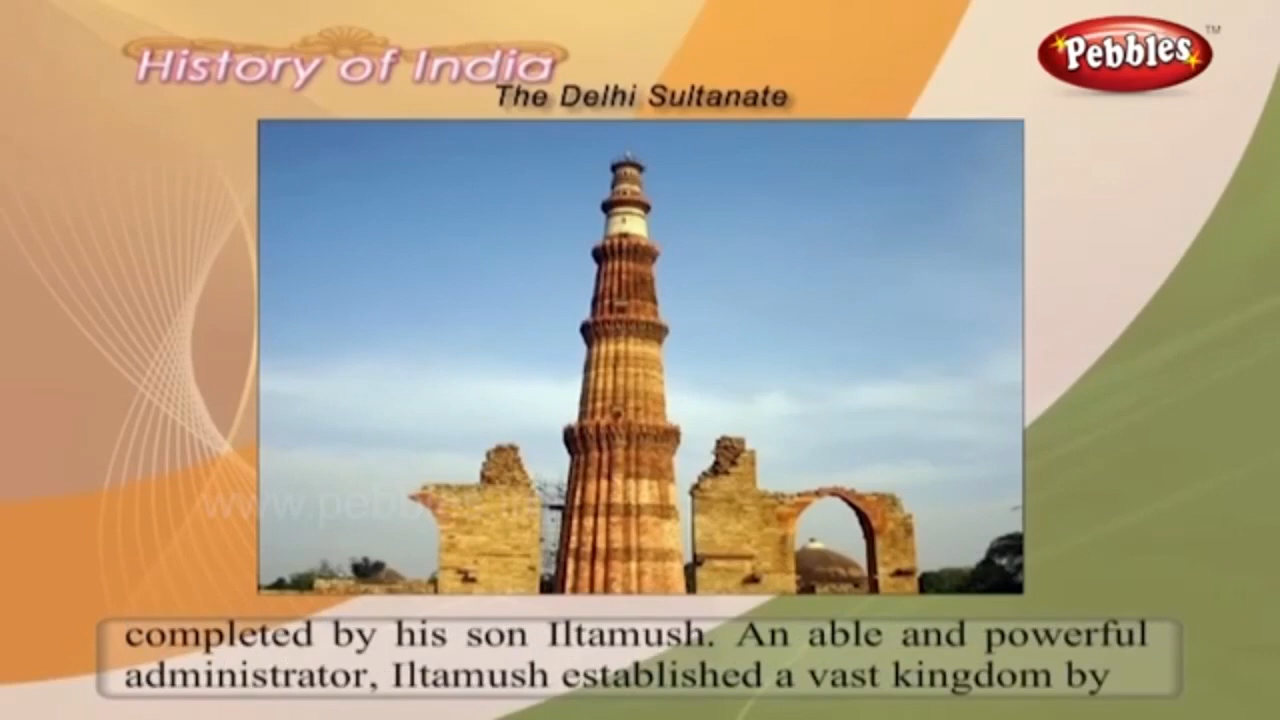 History of India
The Delhi Sultanate
Pebbles™
completed by his son Iltamush. An able and powerful
administrator, Iltamush established a vast kingdom by